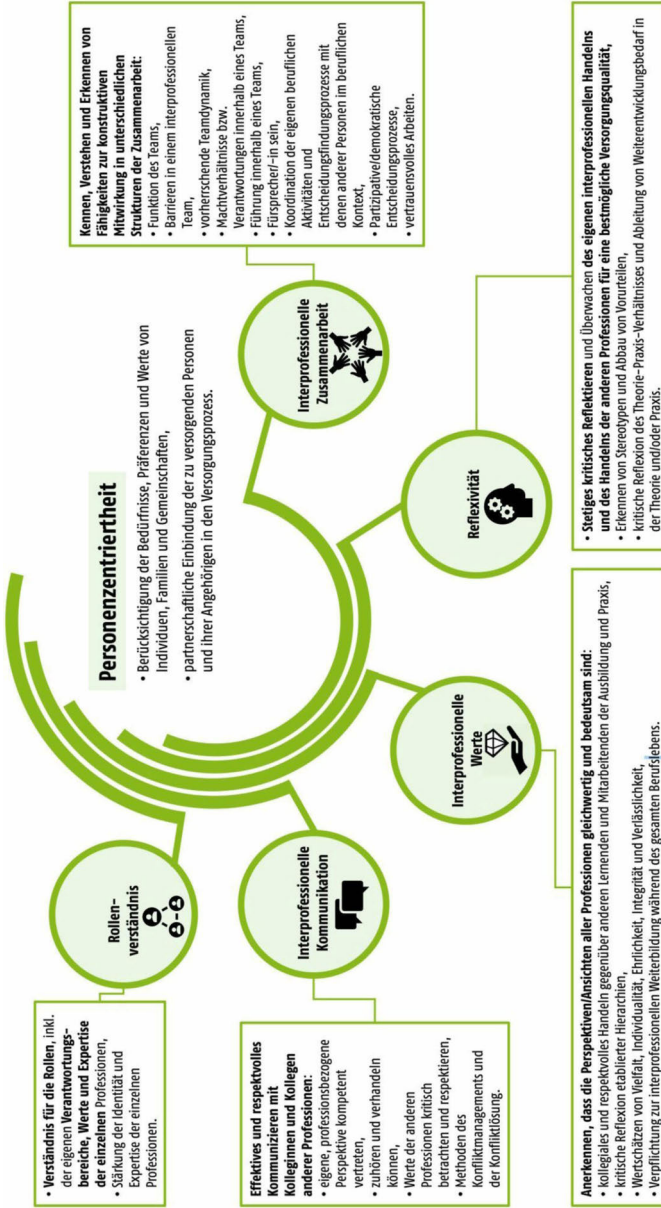 Personenzentriertheit
• Berücksichtigung der Bedürfnisse, Präferenzen und Werte von
Individuen, Familien und Gemeinschaften,
• partnerschaftliche Einbindung der zu versorgenden Personen
und ihrer Angehörigen in den Versorgungsprozess.
Rollen-
verständnis
• Verständnis für die Rollen, inkl.
der eigenen Verantwortungs-
bereiche, Werte und Expertise
der einzelnen Professionen,
• Stärkung der Identität und
Expertise der einzelnen
Professionen.
Interprofessionelle
Kommunikation
Effektives und respektvolles
Kommunizieren mit
Kolleginnen und Kollegen
anderer Professionen:
• eigene, professionsbezogene
Perspektive kompetent
vertreten,
• zuhören und verhandeln
können,
• Werte der anderen
Professionen kritisch
betrachten und respektieren,
• Methoden des
Konfliktmanagements und
der Konfliktlösung.
Interprofessionelle
Werte
Anerkennen, dass die Perspektiven/Ansichten aller Professionen gleichwertig und bedeutsam sind:
• kollegiales und respektvolles Handeln gegenüber anderen Lernenden und Mitarbeitenden der Ausbildung und Praxis,
• kritische Reflexion etablierter Hierarchien,
• Wertschätzen von Vielfalt, Individualität, Ehrlichkeit, Integrität und Verlässlichkeit,
• Verpflichtung zur interprofessionellen Weiterbildung während des gesamten Berufslebens.
Reflexivität
• Stetiges kritisches Reflektieren und Überwachen des eigenen interprofessionellen Handelns
und des Handelns der anderen Professionen für eine bestmögliche Versorgungsqualität,
• Erkennen von Stereotypen und Abbau von Vorurteilen,
• kritische Reflexion des Theorie-Praxis-Verhältnisses und Ableitung von Weiterentwicklungsbedarf in
der Theorie und/oder Praxis.
Interprofessionelle
Zusammenarbeit
Kennen, Verstehen und Erkennen von
Fähigkeiten zur konstruktiven
Mitwirkung in unterschiedlichen
Strukturen der Zusammenarbeit:
• Funktion des Teams,
• Barrieren in einem interprofessionellen
Team,
• vorherrschende Teamdynamik,
• Machtverhältnisse bzw.
Verantwortungen innerhalb eines Teams,
• Führung innerhalb eines Teams,
• Fürsprecher/-in sein,
• Koordination der eigenen beruflichen
Aktivitäten und
Entscheidungsfindungsprozesse mit
denen anderer Personen im beruflichen
Kontext,
• Partizipative/demokratische
Entscheidungsprozesse,
• vertrauensvolles Arbeiten.